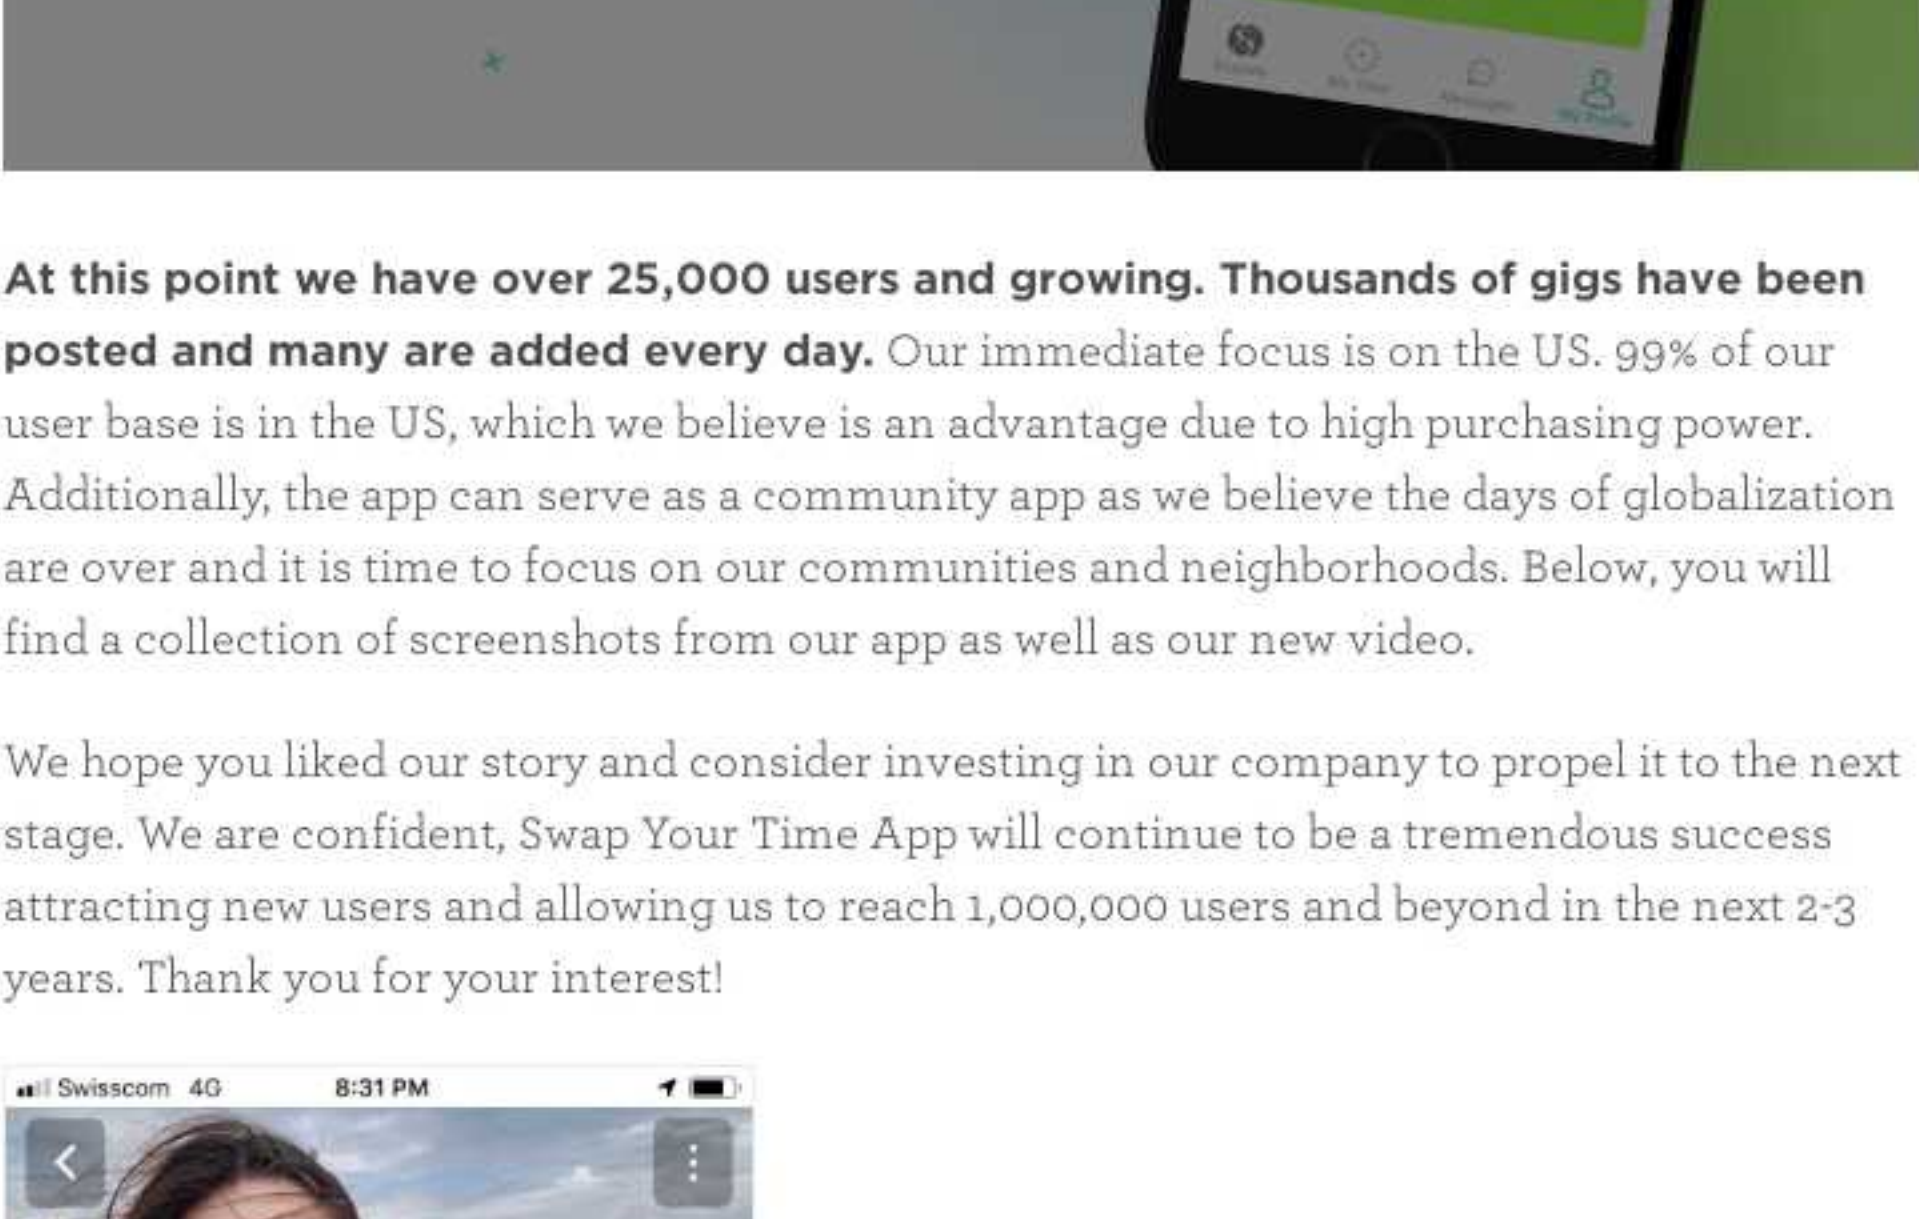 My Profile
At this point we have over 25,000 users and growing. Thousands of gigs have been
posted and many are added every day. Our immediate focus is on the US. 99% of our
user base is in the US, which we believe is an advantage due to high purchasing power.
Additionally, the app can serve as a community app as we believe the days of globalization
are over and it is time to focus on our communities and neighborhoods. Below, you will
find a collection of screenshots from our app as well as our new video.
We hope you liked our story and consider investing in our company to propel it to the next
stage. We are confident, Swap Your Time App will continue to be a tremendous success
attracting new users and allowing us to reach 1,000,000 users and beyond in the next 2-3
years. Thank you for your interest!
Swisscom 4G 8:31 PM